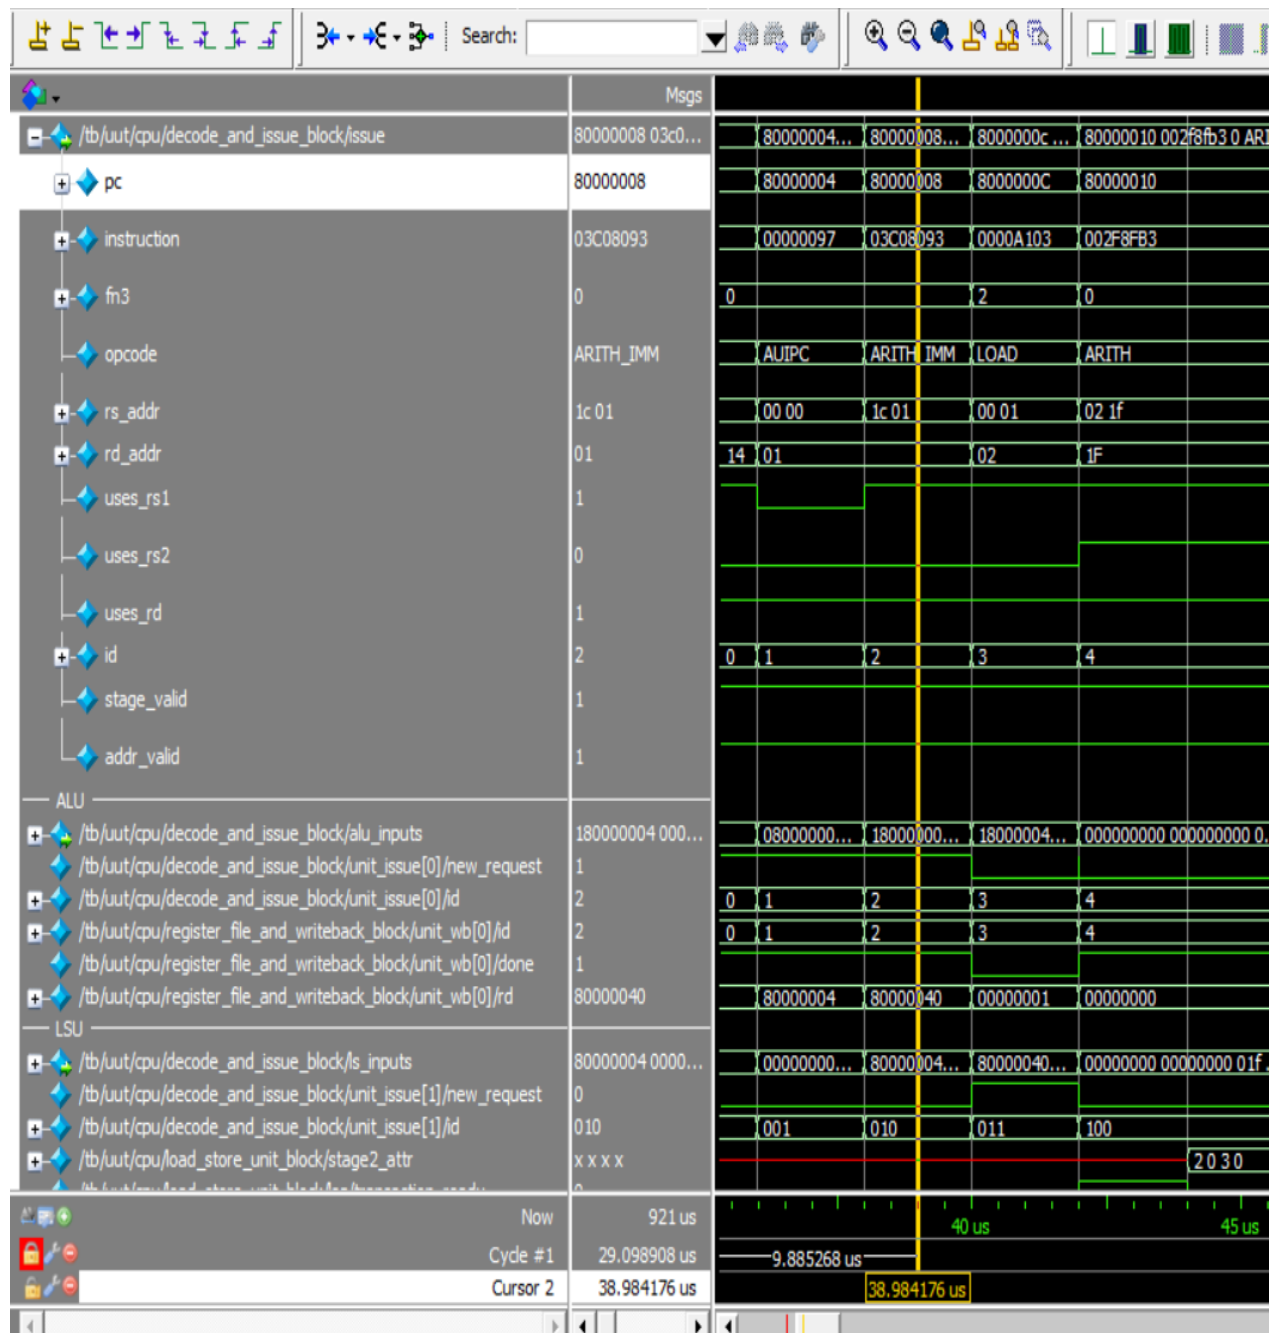 Search:
Msgs
/tb/uut/cpu/decode_and_issue_block/issue 80000008 03c0... 80000004... 80000008... 8000000c ... 80000010 002f8fb3 0 ARI
pc 80000008 80000004 80000008 8000000C 80000010
instruction 03C08093 00000097 03C08093 0000A103 002F8FB3
fn3 0 0 2 0
opcode ARITH_IMM AUIPC ARITH_IMM LOAD ARITH
rs_addr 1c 01 00 00 1c 01 00 01 02 1f
rd_addr 01 14 01 02 1F
uses_rs1 1
uses_rs2 0
uses_rd 1
id 2 0 1 2 3 4
stage_valid 1
addr_valid 1
ALU
/tb/uut/cpu/decode_and_issue_block/alu_inputs 180000004 000... 08000000... 18000000... 18000004... 000000000 000000000 0.
/tb/uut/cpu/decode_and_issue_block/unit_issue[0]/new_request 1
/tb/uut/cpu/decode_and_issue_block/unit_issue[0]/id 2 0 1 2 3 4
/tb/uut/cpu/register_file_and_writeback_block/unit_wb[0]/id 2 0 1 2 3 4
/tb/uut/cpu/register_file_and_writeback_block/unit_wb[0]/done 1
/tb/uut/cpu/register_file_and_writeback_block/unit_wb[0]/rd 80000040 80000004 80000040 00000001 00000000
LSU
/tb/uut/cpu/decode_and_issue_block/ls_inputs 80000004 0000... 00000000... 80000004... 80000040... 00000000 00000000 01f .
/tb/uut/cpu/decode_and_issue_block/unit_issue[1]/new_request 0
/tb/uut/cpu/decode_and_issue_block/unit_issue[1]/id 010 001 010 011 100
/tb/uut/cpu/load_store_unit_block/stage2_attr x x x x 2 0 3 0
Now 921 us 40 us 45 us
Cycle #1 29.098908 us 9.885268 us
Cursor 2 38.984176 us 38.984176 us